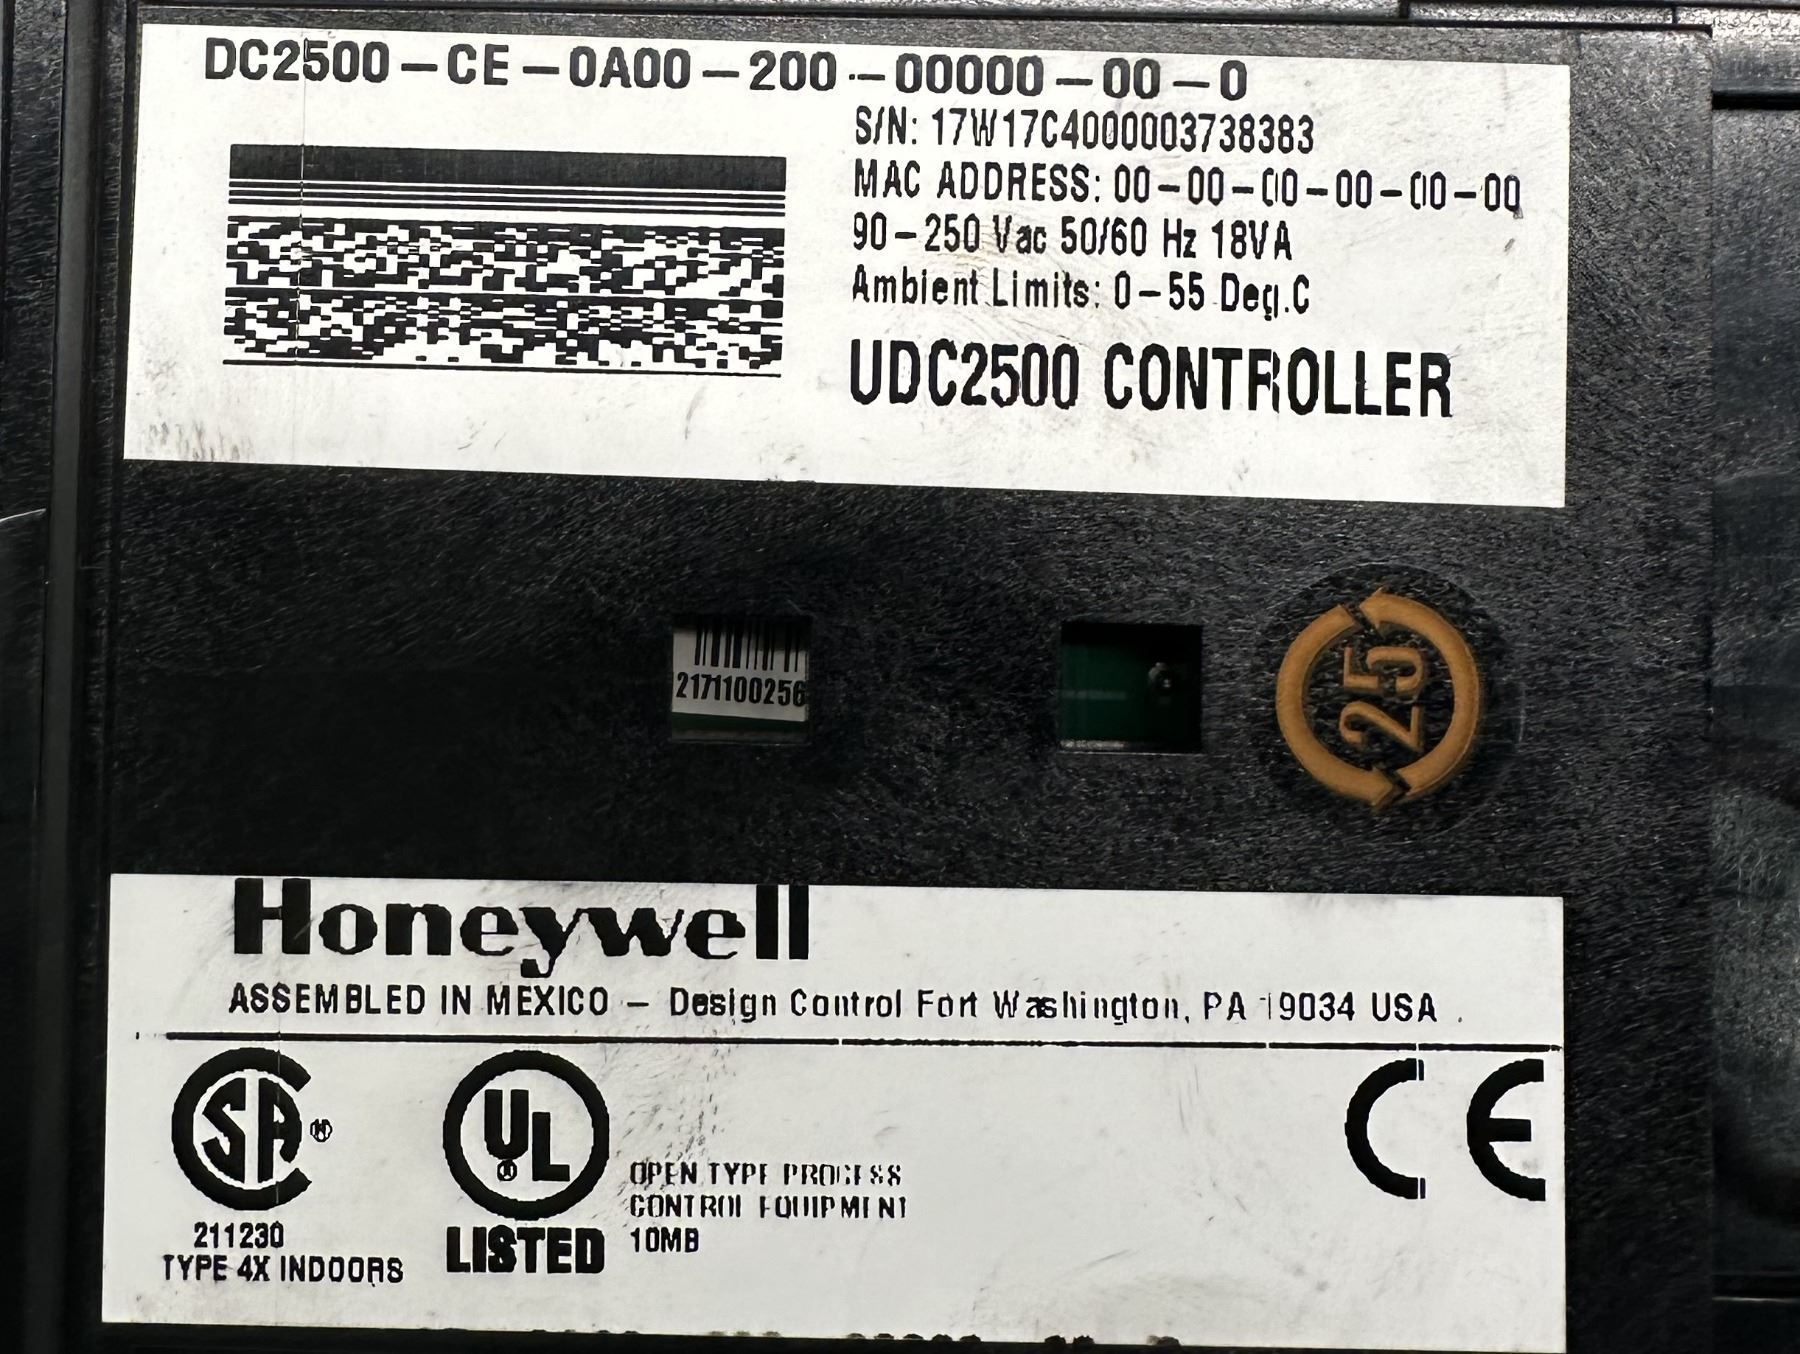 DC2500-CE-0A00-200-00000-00-0
S/N: 17W17C4000003738383
MAC ADDRESS: 00-00-00-00-00-00
90-250 Vac 50/60 Hz 18VA
Ambient Limits: 0-55 Deg.C
UDC2500 CONTROLLER
2171100256
25
Honeywell
ASSEMBLED IN MEXICO - Design Control Fort Washington, PA 19034 USA
SA ®
211230
TYPE 4X INDOORS
UL ®
LISTED
OPEN TYPE PROCESS
CONTROL EQUIPMENT
10MB
CE